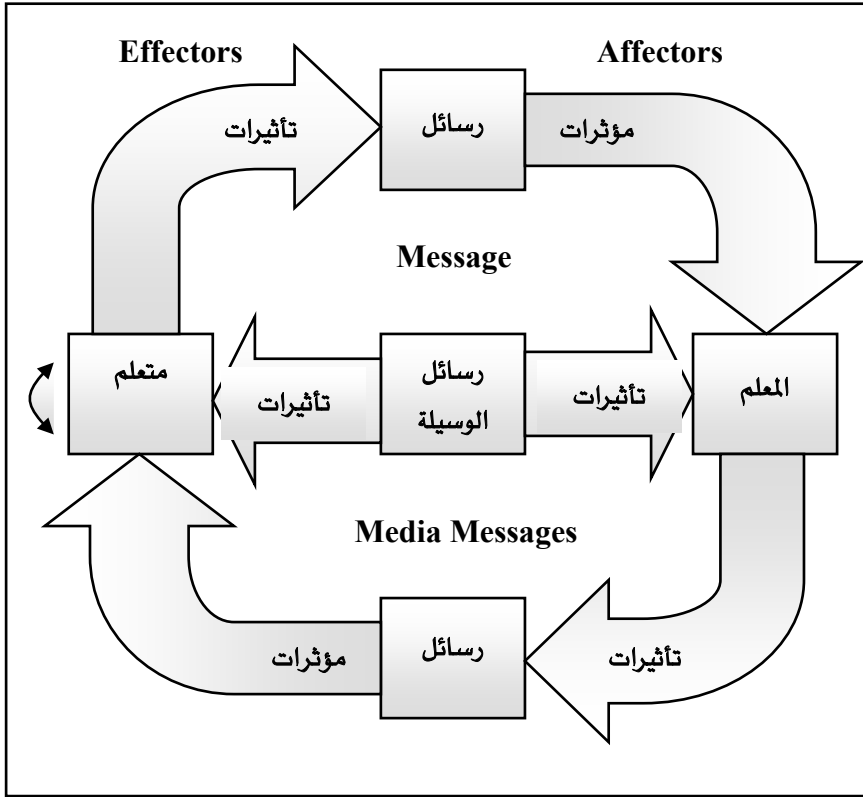 Effectors
Affectors
تأثيرات
رسائل
مؤثرات
Message
متعلم
تأثيرات
رسائل
الوسيلة
تأثيرات
المعلم
Media Messages
مؤثرات
رسائل
تأثيرات